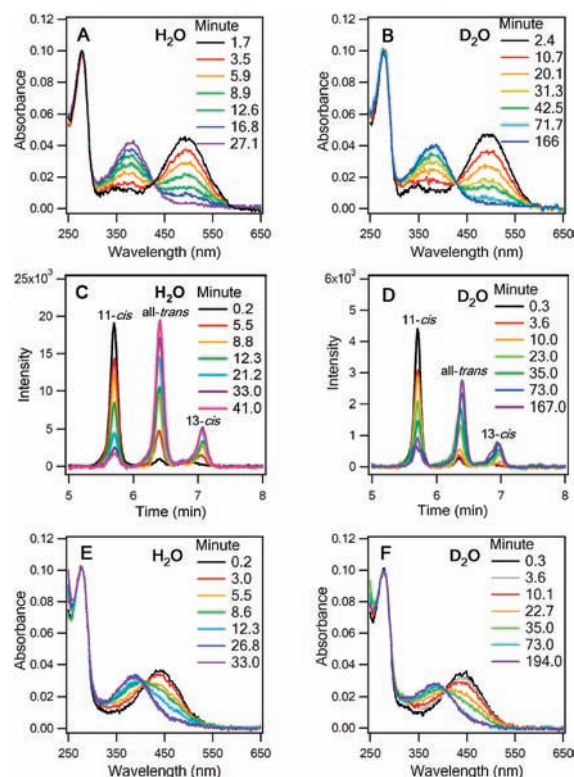 A H₂O Minute
1.7
3.5
5.9
8.9
12.6
16.8
27.1
Absorbance
0.12
0.10
0.08
0.06
0.04
0.02
0.00
250 350 450 550 650
Wavelength (nm)
B D₂O Minute
2.4
10.7
20.1
31.3
42.5
71.7
166
Absorbance
0.12
0.10
0.08
0.06
0.04
0.02
0.00
250 350 450 550 650
Wavelength (nm)
C H₂O Minute
0.2
5.5
8.8
12.3
21.2
33.0
41.0
11-cis
all-trans
13-cis
Intensity
25x10³
20
15
10
5
0
5 6 7 8
Time (min)
D D₂O Minute
0.3
3.6
10.0
23.0
35.0
73.0
167.0
11-cis
all-trans
13-cis
Intensity
6x10³
5
4
3
2
1
0
5 6 7 8
Time (min)
E H₂O Minute
0.2
3.0
5.5
8.6
12.3
26.8
33.0
Absorbance
0.12
0.10
0.08
0.06
0.04
0.02
0.00
250 350 450 550 650
Wavelength (nm)
F D₂O Minute
0.3
3.6
10.1
22.7
35.0
73.0
194.0
Absorbance
0.12
0.10
0.08
0.06
0.04
0.02
0.00
250 350 450 550 650
Wavelength (nm)